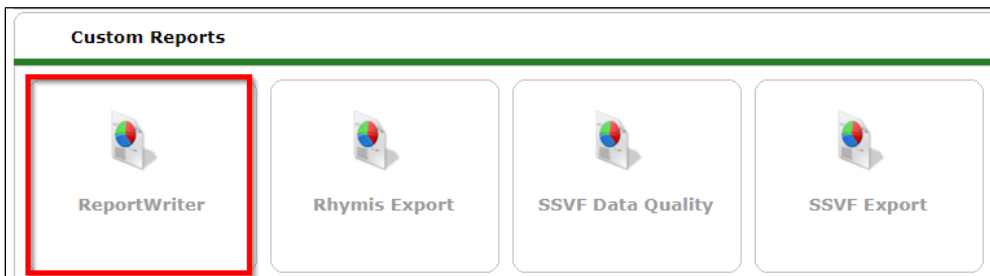 Custom Reports
ReportWriter
Rhymis Export
SSVF Data Quality
SSVF Export